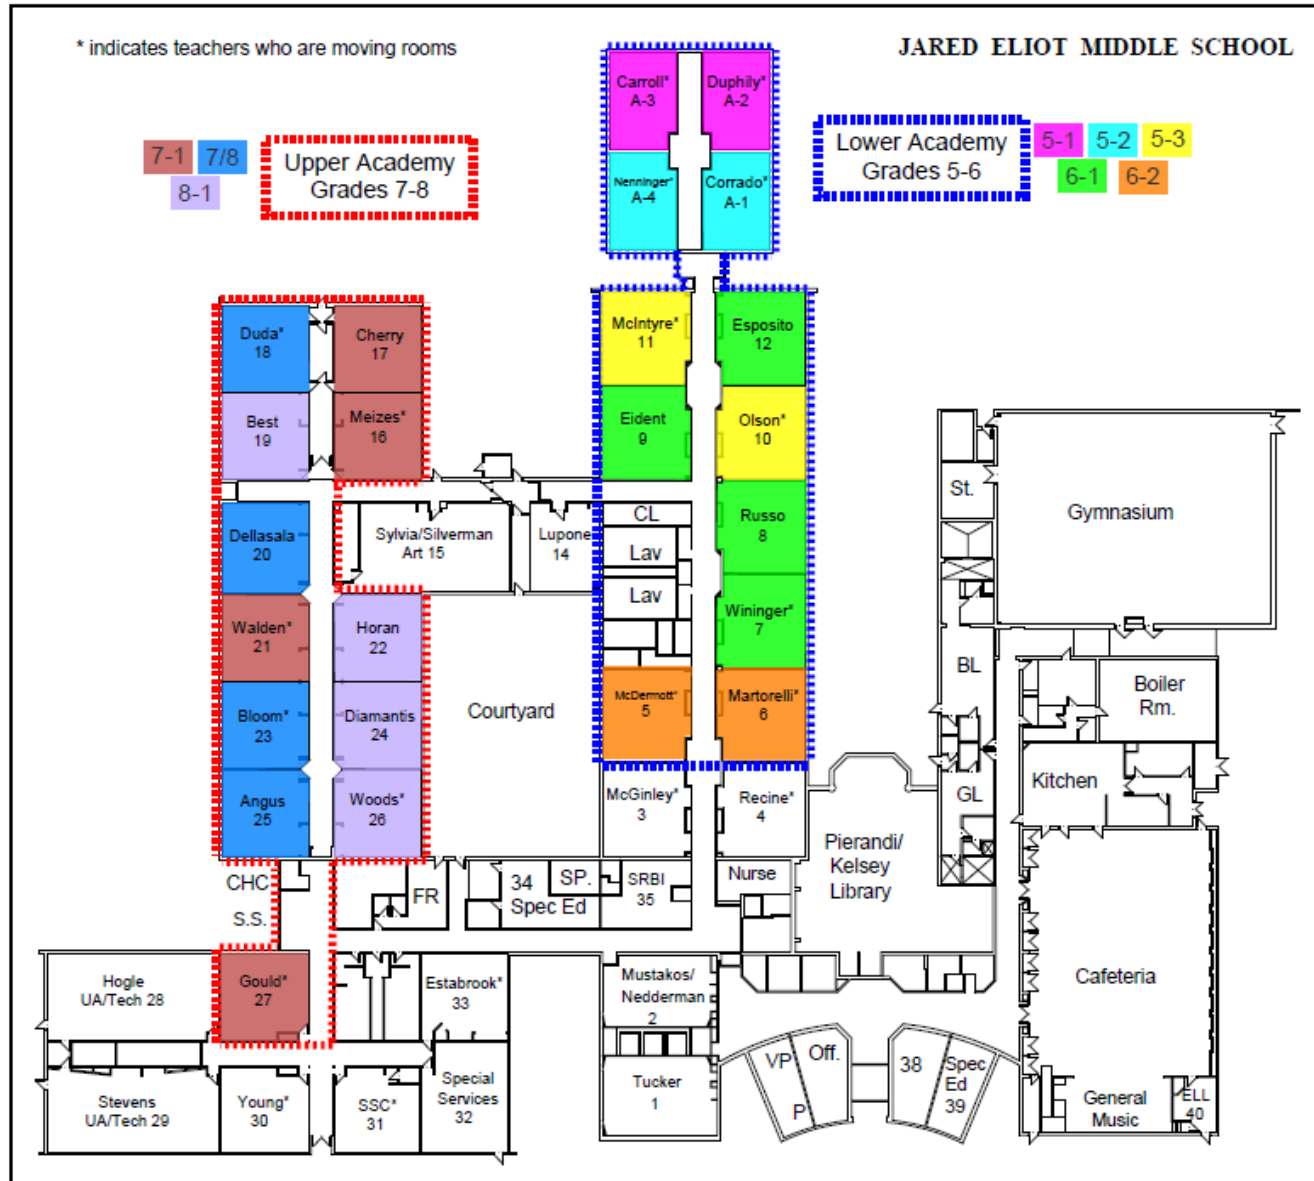 * indicates teachers who are moving rooms
JARED ELIOT MIDDLE SCHOOL
7-1
7/8
8-1
Upper Academy
Grades 7-8
Lower Academy
Grades 5-6
5-1
5-2
5-3
6-1
6-2
Carroll*
A-3
Duphily*
A-2
Nenninger*
A-4
Corrado*
A-1
Duda*
18
Cherry
17
Best
19
Meizes*
16
McIntyre*
11
Esposito
12
Eident
9
Olson*
10
Dellasala
20
Sylvia/Silverman
Art 15
Lupone
14
CL
Lav
Lav
Russo
8
Walden*
21
Horan
22
Wininger*
7
Bloom*
23
Diamantis
24
Courtyard
McDermott*
5
Martorelli*
6
Angus
25
Woods*
26
McGinley*
3
Recine*
4
St.
Gymnasium
BL
Boiler
Rm.
Kitchen
GL
Pierandi/
Kelsey
Library
CHC
S.S.
FR
34
Spec Ed
SP.
SRBI
35
Nurse
Hogle
UA/Tech 28
Gould*
27
Estabrook*
33
Mustakos/
Nedderman
2
Cafeteria
Stevens
UA/Tech 29
Young*
30
SSC*
31
Special
Services
32
Tucker
1
VP
P
Off.
38
Spec
Ed
39
General
Music
ELL
40